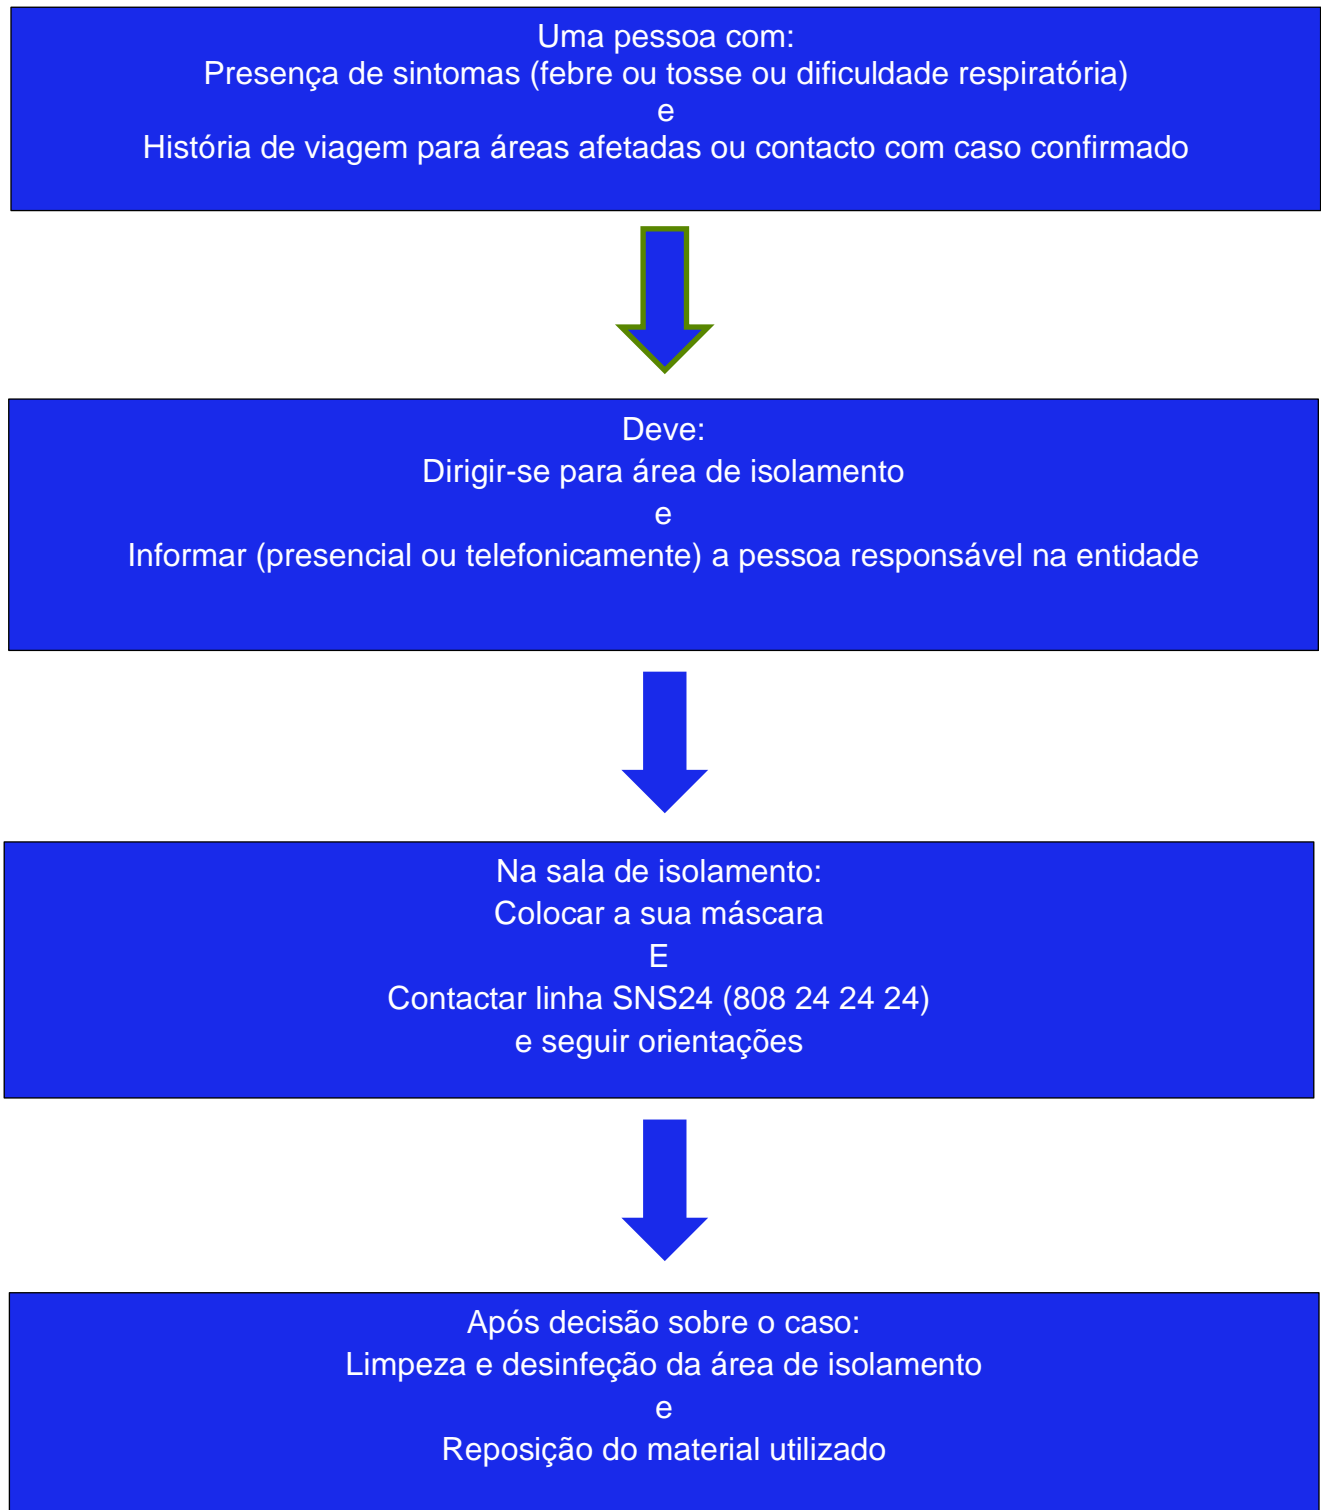 Uma pessoa com:
Presença de sintomas (febre ou tosse ou dificuldade respiratória)
e
História de viagem para áreas afetadas ou contacto com caso confirmado
Deve:
Dirigir-se para área de isolamento
e
Informar (presencial ou telefonicamente) a pessoa responsável na entidade
Na sala de isolamento:
Colocar a sua máscara
E
Contactar linha SNS24 (808 24 24 24)
e seguir orientações
Após decisão sobre o caso:
Limpeza e desinfeção da área de isolamento
e
Reposição do material utilizado